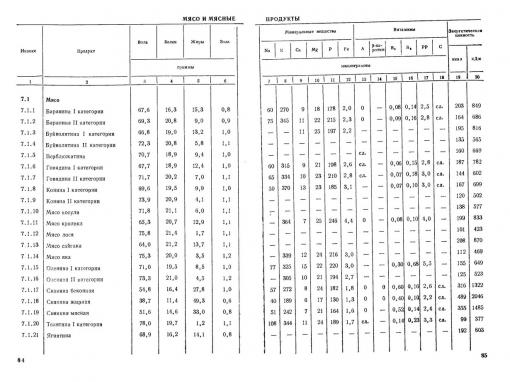 МЯСО И МЯСНЫЕ ПРОДУКТЫ
Индекс Продукт Вода Белки Жиры Зола
граммы
1 2 3 4 5 6
7.1 Мясо
7.1.1 Баранина I категории 67,6 16,3 15,3 0,8
7.1.2 Баранина II категории 69,3 20,8 9,0 0,9
7.1.3 Буйволятина I категории 66,8 19,0 13,2 1,0
7.1.4 Буйволятина II категории 72,3 20,8 5,8 1,1
7.1.5 Верблюжатина 70,7 18,9 9,4 1,0
7.1.6 Говядина I категории 67,7 18,9 12,4 1,0
7.1.7 Говядина II категории 71,7 20,2 7,0 1,1
7.1.8 Конина I категории 69,6 19,5 9,9 1,0
7.1.9 Конина II категории 73,9 20,9 4,1 1,1
7.1.10 Мясо косули 71,8 21,1 6,0 1,1
7.1.11 Мясо кролика 65,3 20,7 12,9 1,1
7.1.12 Мясо лося 75,8 21,4 1,7 1,1
7.1.13 Мясо сайгака 64,0 21,2 13,7 1,1
7.1.14 Мясо яка 75,3 20,0 3,5 1,2
7.1.15 Оленина I категории 71,0 19,5 8,5
7.1.16 Оленина II категории 73,3 21,0 4,5 1,2
7.1.17 Свинина беконная 54,8 16,4 27,8 1,0
7.1.18 Свинина жирная 38,7 11,4 49,3 0,6
7.1.19 Свинина мясная 51,6 14,6 33,0 0,8
7.1.20 Телятина I категории 78,0 19,7 1,2 1,1
7.1.21 Ягнятина 68,9 16,2 14,1 0,8
84
Минеральные вещества Витамины Энергетическая ценность
Na K Ca Mg P Fe A β-каротин B₁ B₂ PP C ккал кДж
миллиграммы
7 8 9 10 11 12 13 14 15 16 17 18 19 20
60 270 9 18 178 2,0 0 — 0,08 0,14 2,5 сл. 203 849
75 345 11 22 215 2,3 0 — 0,09 0,16 2,8 сл. 164 686
— — 11 25 197 2,2 — — — — — — 195 816
— — — — — — — — — — — — 135 565
— — — — — — сл. — — — — — 160 669
60 315 9 21 198 2,6 сл. — 0,06 0,15 2,8 сл. 187 782
65 334 10 23 210 2,8 сл. — 0,07 0,18 3,0 сл. 144 602
50 370 13 23 185 3,1 — — 0,07 0,10 3,0 сл. 167 699
— — — — — — — — — — — — 120 502
— — — — — — — — — — — — 138 577
— 364 7 25 246 4,4 0 — 0,08 0,10 4,0 — 199 833
— — — — — — — — — — — — 101 423
— — — — — — — — — — — — 208 870
— 339 12 24 216 3,0 — — — — — — 112 469
77 325 15 22 220 3,0 — — 0,30 0,68 5,5 — 155 649
— 10 21 194 2,7 — — — — — — 125 523
57 272 8 24 182 1,8 0 0 0,60 0,16 2,6 сл. 316 1322
40 189 6 17 130 1,3 0 0 0,40 0,10 2,2 сл. 489 2046
51 242 7 21 164 1,6 0 — 0,52 0,14 2,4 сл. 355 1485
108 344 11 24 189 1,7 сл. — 0,14 0,23 3,3 сл. 99 377
— — — — — — — — — — — — 192 803
85